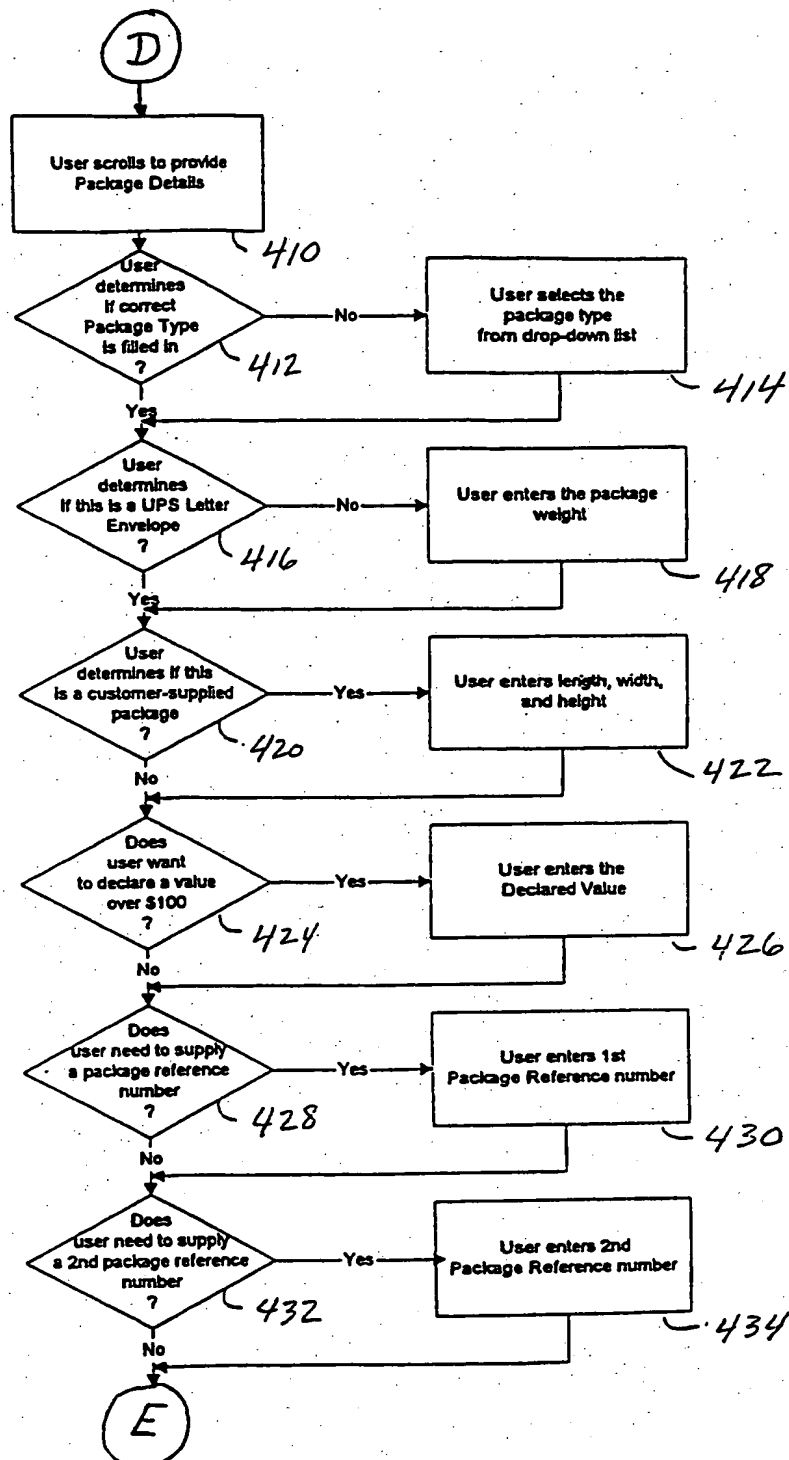 D
User scrolls to provide
Package Details
410
User
determines
if correct
Package Type
is filled in
?
412
No
User selects the
package type
from drop-down list
414
Yes
User
determines
if this is a UPS Letter
Envelope
?
416
No
User enters the package
weight
418
Yes
User
determines if this
is a customer-supplied
package
?
420
Yes
User enters length, width,
and height
422
No
Does
user want
to declare a value
over $100
?
424
Yes
User enters the
Declared Value
426
No
Does
user need to supply
a package reference
number
?
428
Yes
User enters 1st
Package Reference number
430
No
Does
user need to supply
a 2nd package reference
number
?
432
Yes
User enters 2nd
Package Reference number
434
No
E